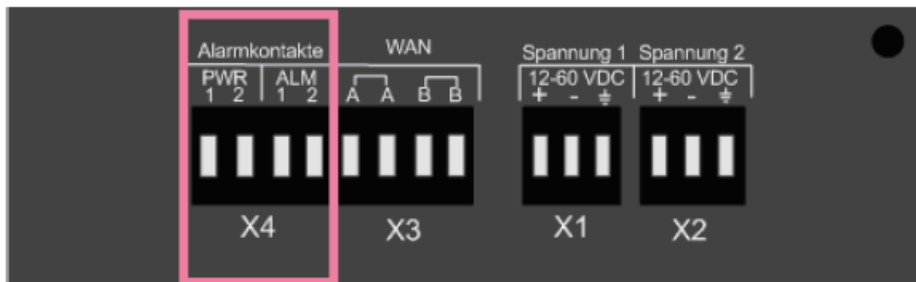 Alarmkontakte WAN Spannung 1 Spannung 2
PWR ALM 12-60 VDC 12-60 VDC
1 2 1 2 A A B B + - + -
X4 X3 X1 X2